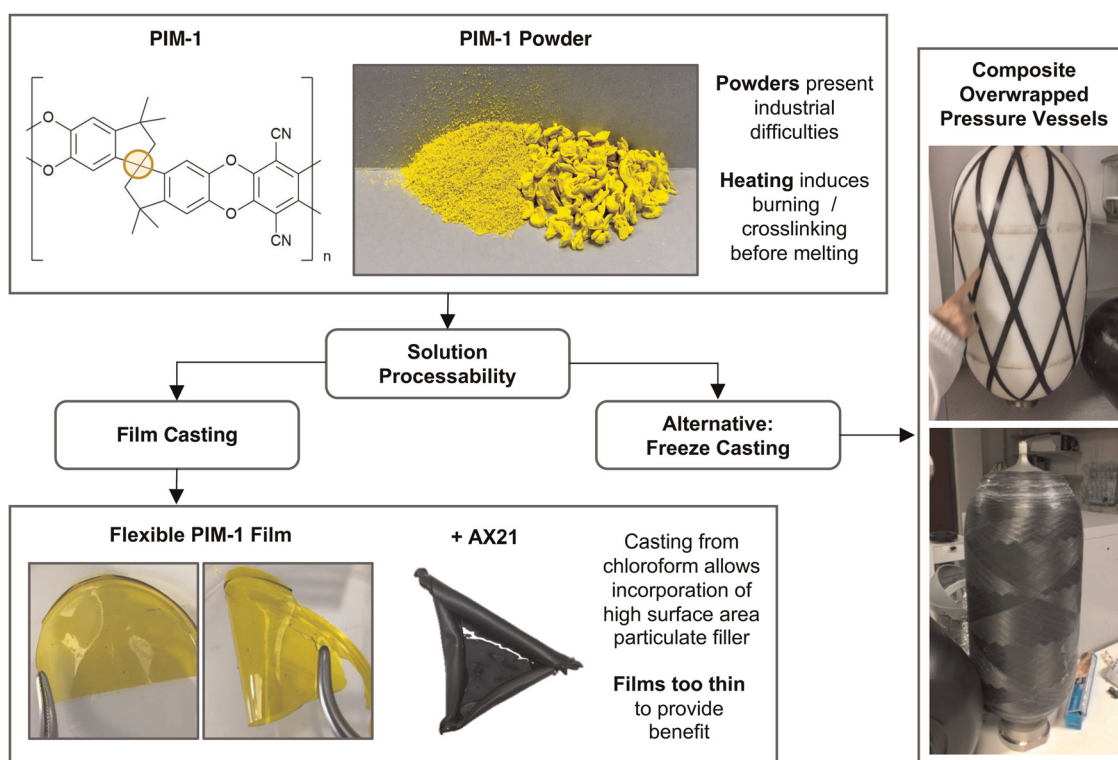 PIM-1
PIM-1 Powder
O
O
O
O
CN
CN
n
Powders present
industrial
difficulties
Heating induces
burning /
crosslinking
before melting
Composite
Overwrapped
Pressure Vessels
Solution
Processability
Film Casting
Alternative:
Freeze Casting
Flexible PIM-1 Film
+ AX21
Casting from
chloroform allows
incorporation of
high surface area
particulate filler
Films too thin
to provide
benefit